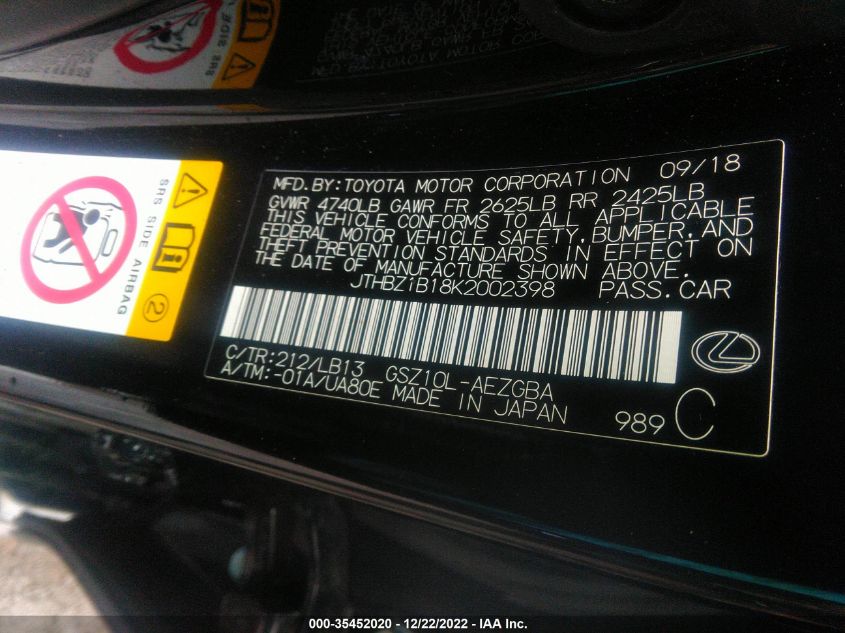 MFD.BY:TOYOTA MOTOR CORPORATION 09/18
GVWR 4740LB GAWR FR 2625LB RR 2425LB
THIS VEHICLE CONFORMS TO ALL APPLICABLE
FEDERAL MOTOR VEHICLE SAFETY,BUMPER,AND
THEFT PREVENTION STANDARDS IN EFFECT ON
THE DATE OF MANUFACTURE SHOWN ABOVE.
JTHBZ1B18K2002398 PASS.CAR
C/TR:212/LB13 GSZ10L-AEZGBA
A/TM:-01A/UA80E MADE IN JAPAN
989 C
SRS SIDE AIRBAG
2
000-35452020 - 12/22/2022 - IAA Inc.